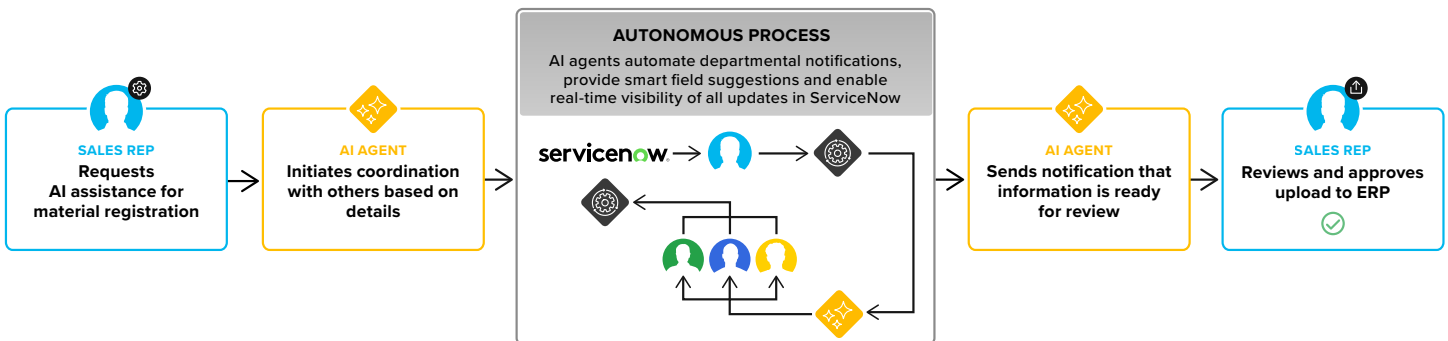 SALES REP
Requests
AI assistance for
material registration
AI AGENT
Initiates coordination
with others based on
details
AUTONOMOUS PROCESS
AI agents automate departmental notifications,
provide smart field suggestions and enable
real-time visibility of all updates in ServiceNow
servicenow
AI AGENT
Sends notification that
information is ready
for review
SALES REP
Reviews and approves
upload to ERP